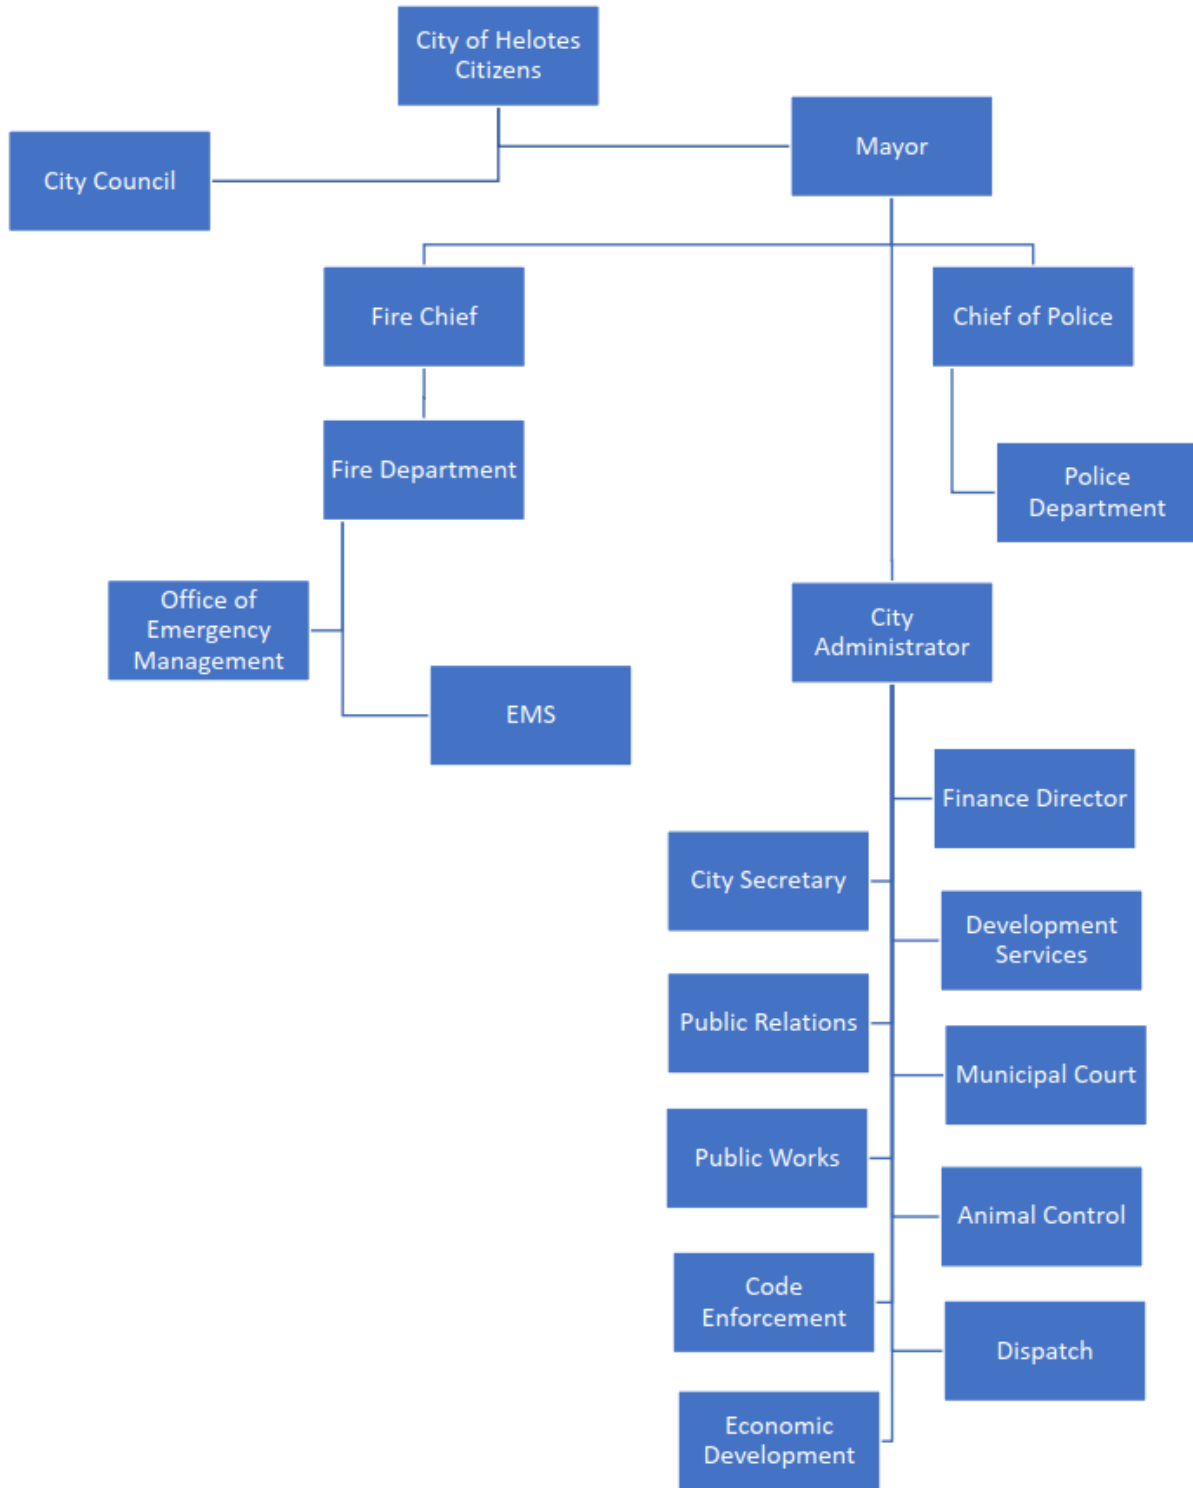 City of Helotes
Citizens
Mayor
City Council
Fire Chief
Chief of Police
Fire Department
Police
Department
Office of
Emergency
Management
City
Administrator
EMS
Finance Director
City Secretary
Development
Services
Public Relations
Municipal Court
Public Works
Animal Control
Code
Enforcement
Dispatch
Economic
Development